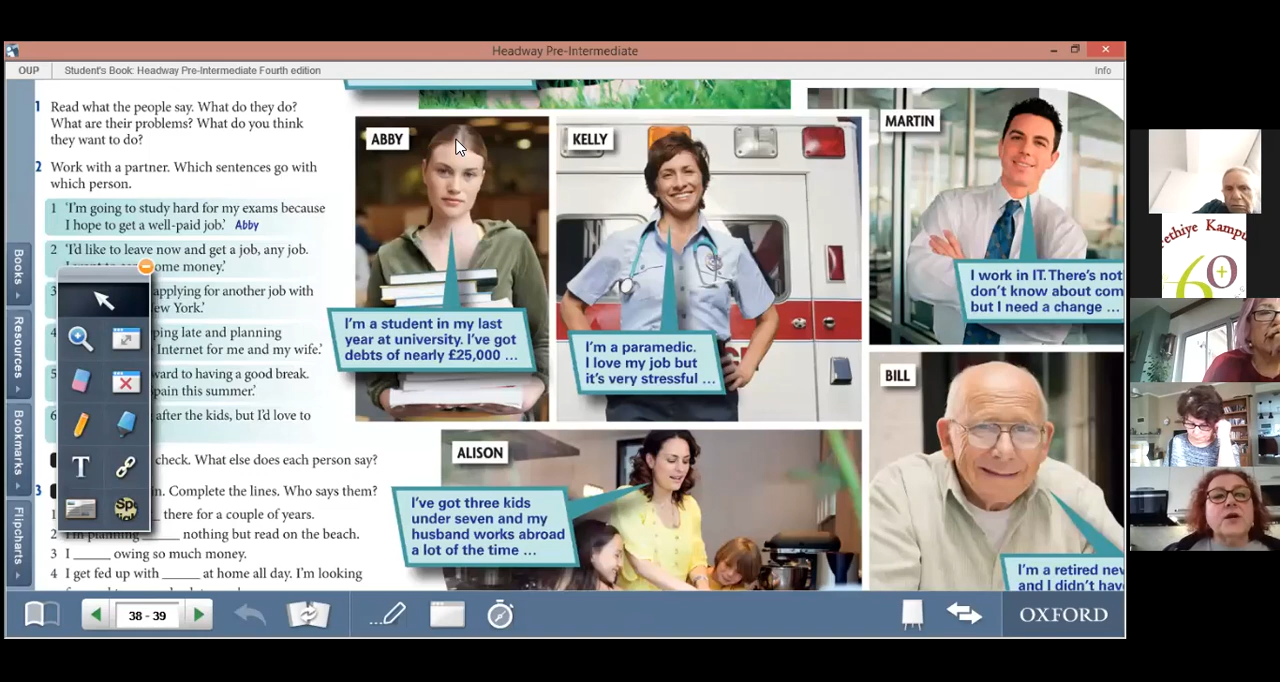 Headway Pre-Intermediate
OUP
Student's Book: Headway Pre-Intermediate Fourth edition
Info
1 Read what the people say. What do they do?
What are their problems? What do you think
they want to do?
2 Work with a partner. Which sentences go with
which person.
1 'I'm going to study hard for my exams because
I hope to get a well-paid job.' Abby
2 'I'd like to leave now and get a job, any job.
ome money.'
3 applying for another job with
ew York.'
4 ping late and planning
Internet for me and my wife.'
5 ward to having a good break.
pain this summer.'
6 after the kids, but I'd love to
check. What else does each person say?
3 n. Complete the lines. Who says them?
1 there for a couple of years.
2 nothing but read on the beach.
3 I _____ owing so much money.
4 I get fed up with _____ at home all day. I'm looking
ABBY
I'm a student in my last
year at university. I've got
debts of nearly £25,000 ...
KELLY
I'm a paramedic.
I love my job but
it's very stressful ...
MARTIN
I work in IT. There's not
don't know about com
but I need a change ...
ALISON
I've got three kids
under seven and my
husband works abroad
a lot of the time ...
BILL
I'm a retired nev
and I didn't hav
Books
Resources
Bookmarks
Flipcharts
T
Sp
38 - 39
OXFORD
ethiye Kampu
60+